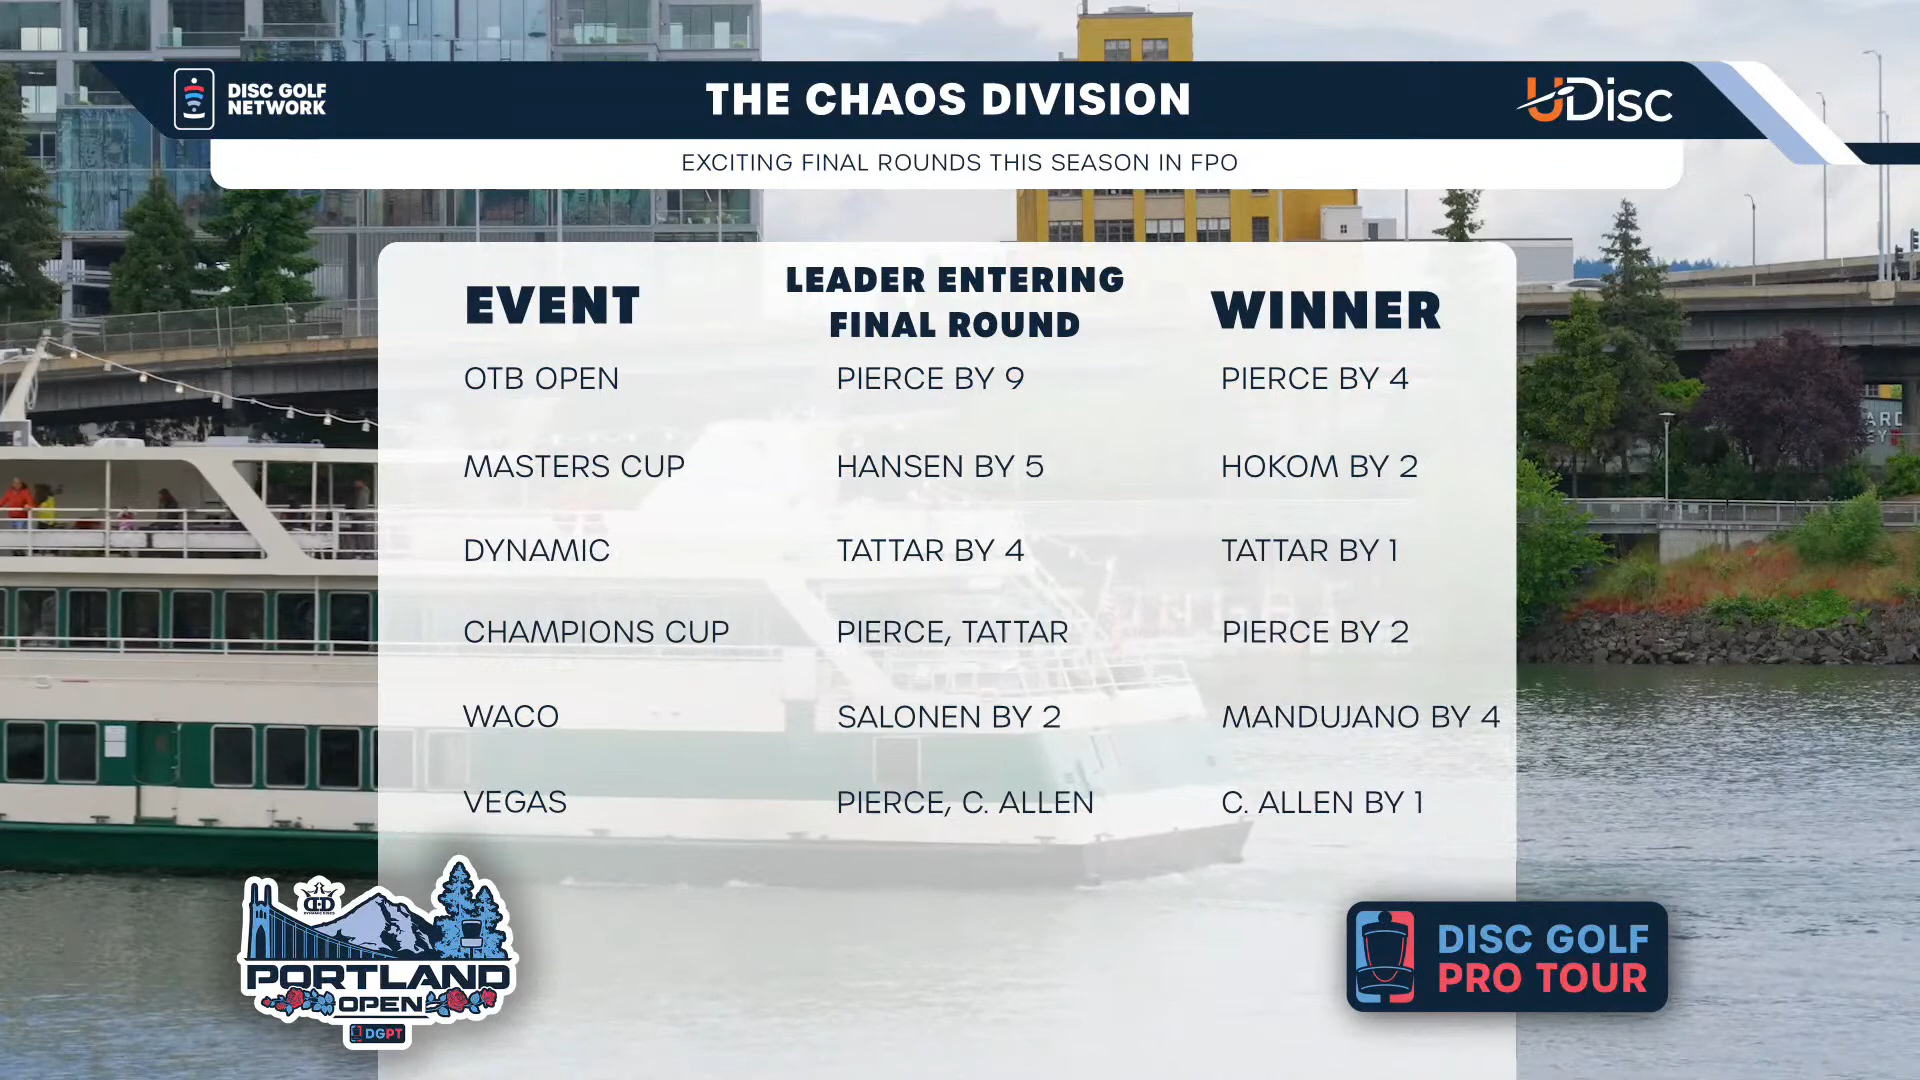 DISC GOLF
NETWORK
THE CHAOS DIVISION
UDisc
EXCITING FINAL ROUNDS THIS SEASON IN FPO
EVENT
LEADER ENTERING
FINAL ROUND
WINNER
OTB OPEN
PIERCE BY 9
PIERCE BY 4
MASTERS CUP
HANSEN BY 5
HOKOM BY 2
DYNAMIC
TATTAR BY 4
TATTAR BY 1
CHAMPIONS CUP
PIERCE, TATTAR
PIERCE BY 2
WACO
SALONEN BY 2
MANDUJANO BY 4
VEGAS
PIERCE, C. ALLEN
C. ALLEN BY 1
PORTLAND
OPEN
DGPT
DISC GOLF
PRO TOUR